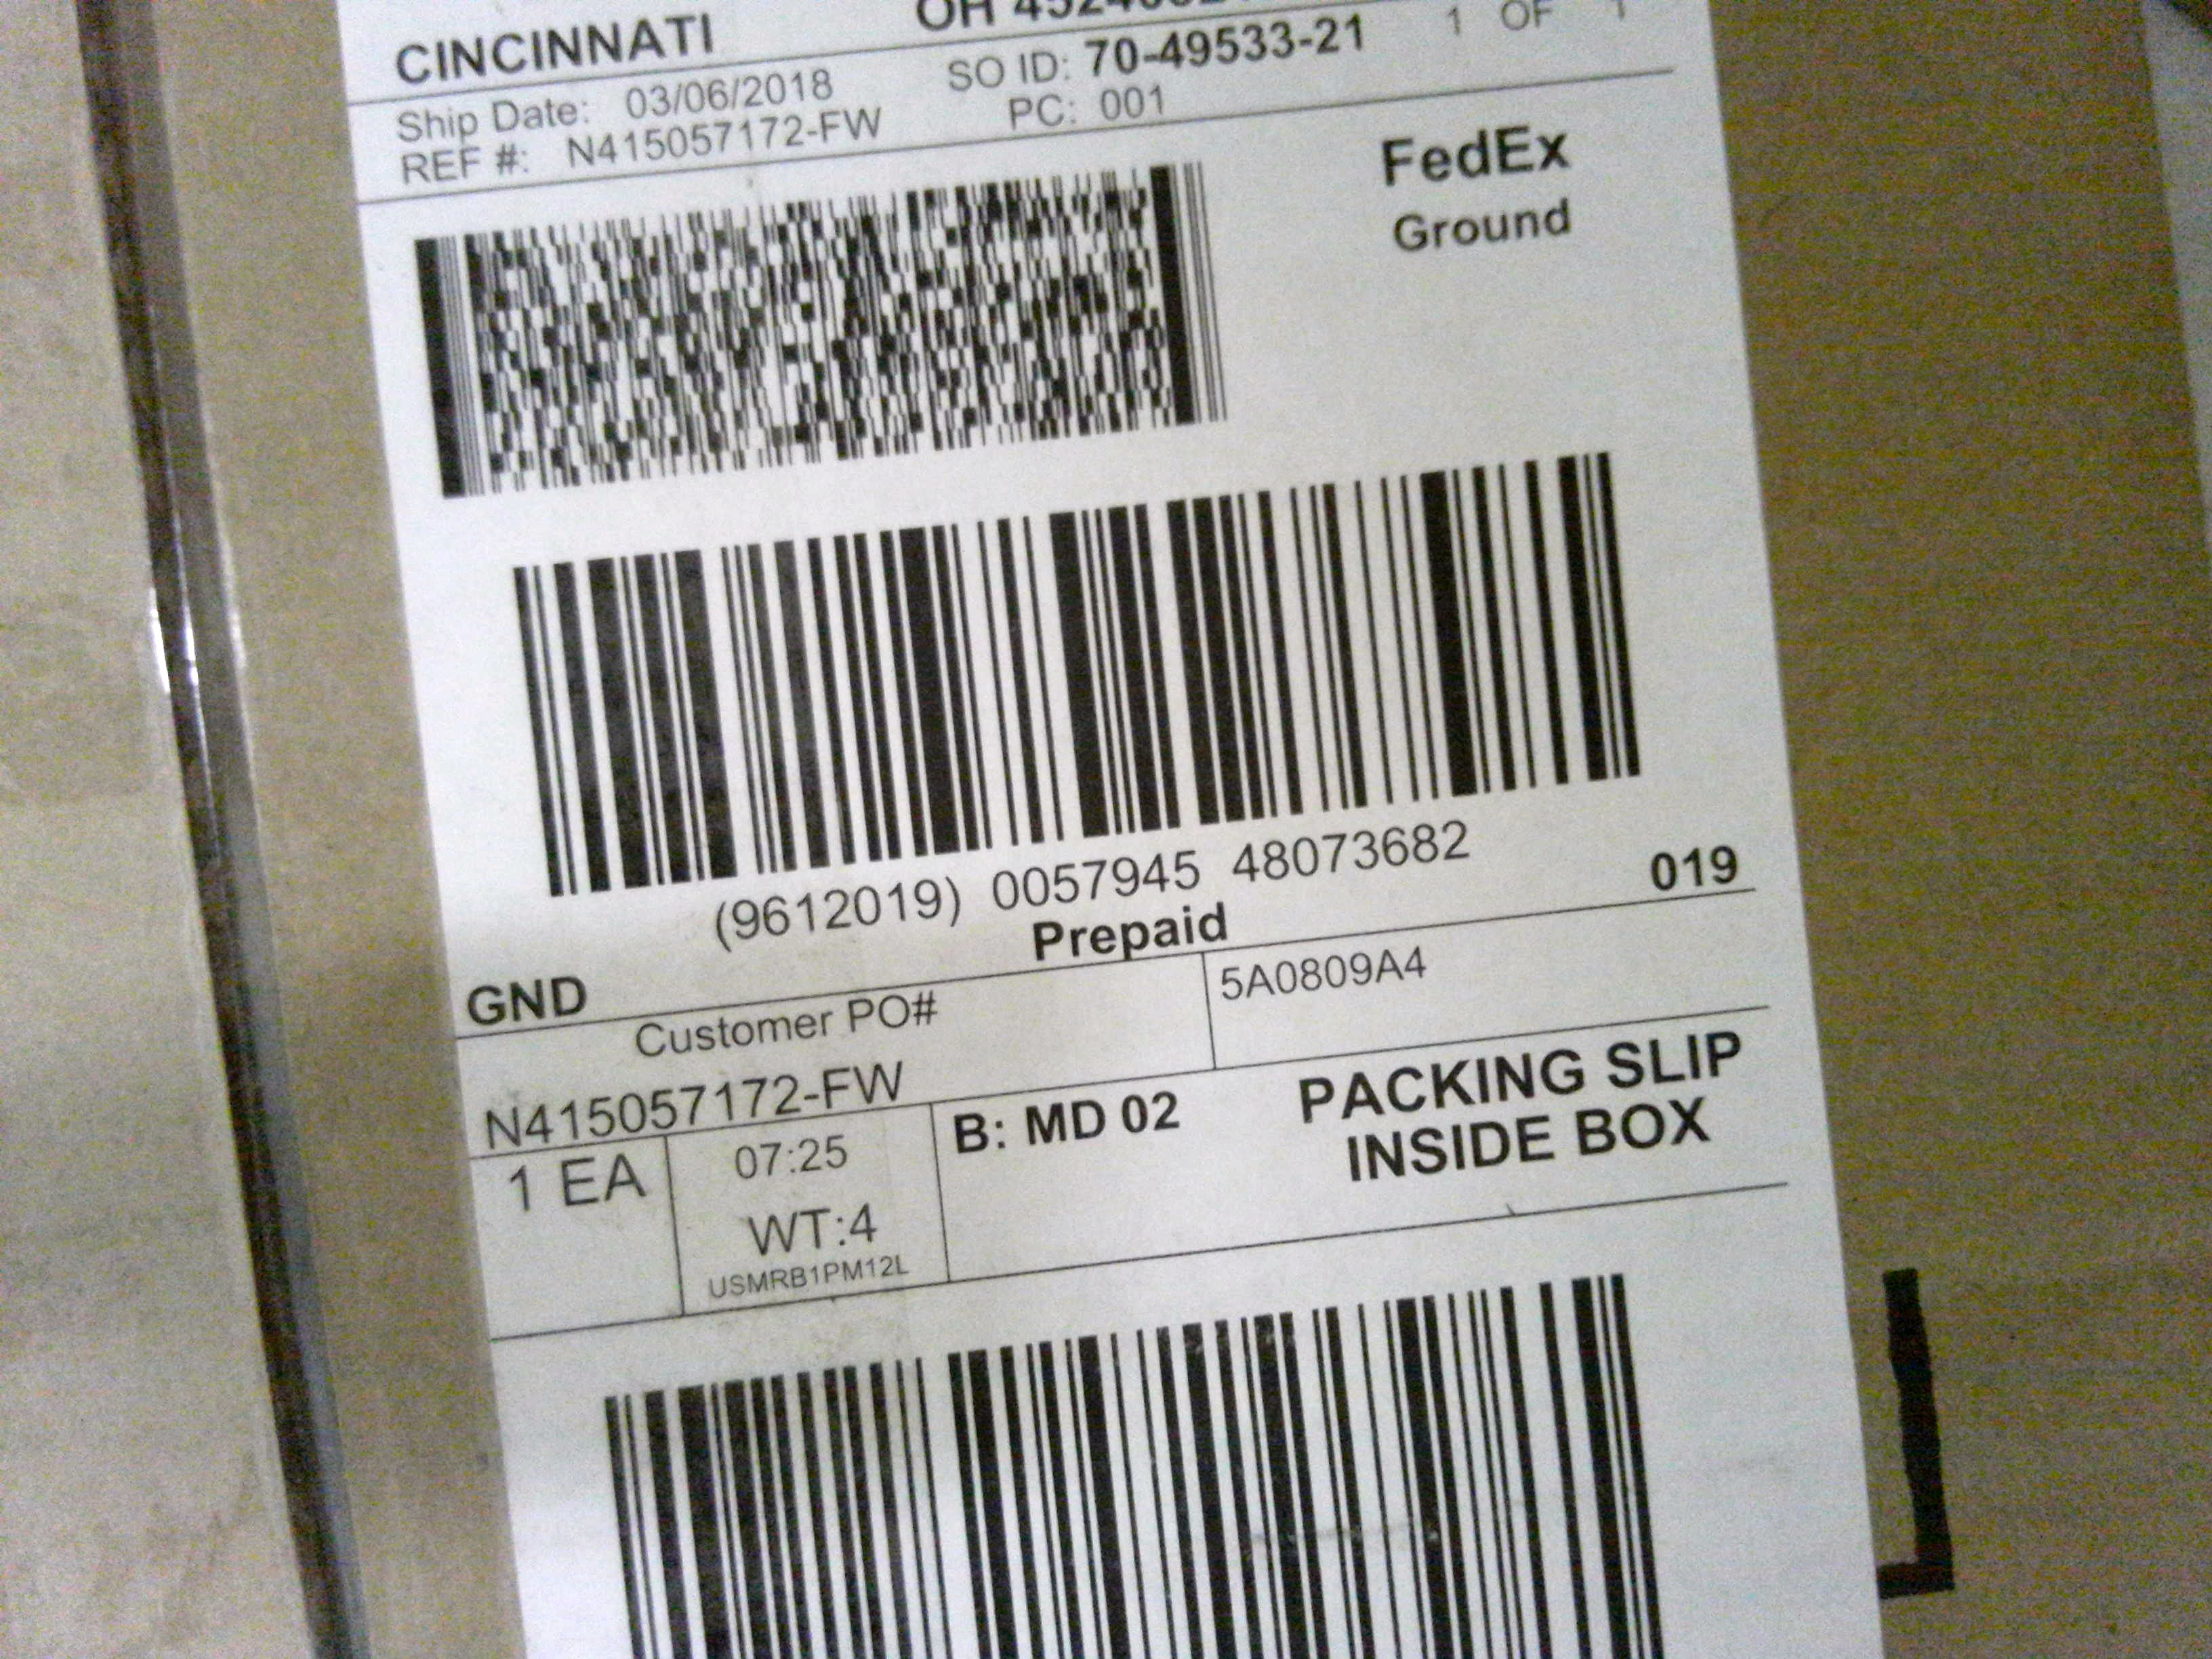 CINCINNATI OH
Ship Date: 03/06/2018 SO ID: 70-49533-21 1 OF 1
REF #: N415057172-FW PC: 001
FedEx
Ground
(9612019) 0057945 48073682
GND Prepaid 019
Customer PO# 5A0809A4
N415057172-FW
1 EA 07:25 B: MD 02 PACKING SLIP
WT:4 INSIDE BOX
USMRB1PM12L